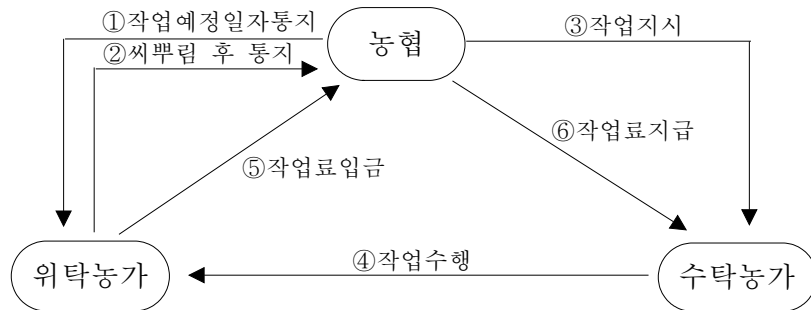 ①작업예정일자통지
농협
③작업지시
②씨뿌림 후 통지
⑥작업료지급
⑤작업료입금
위탁농가
④작업수행
수탁농가